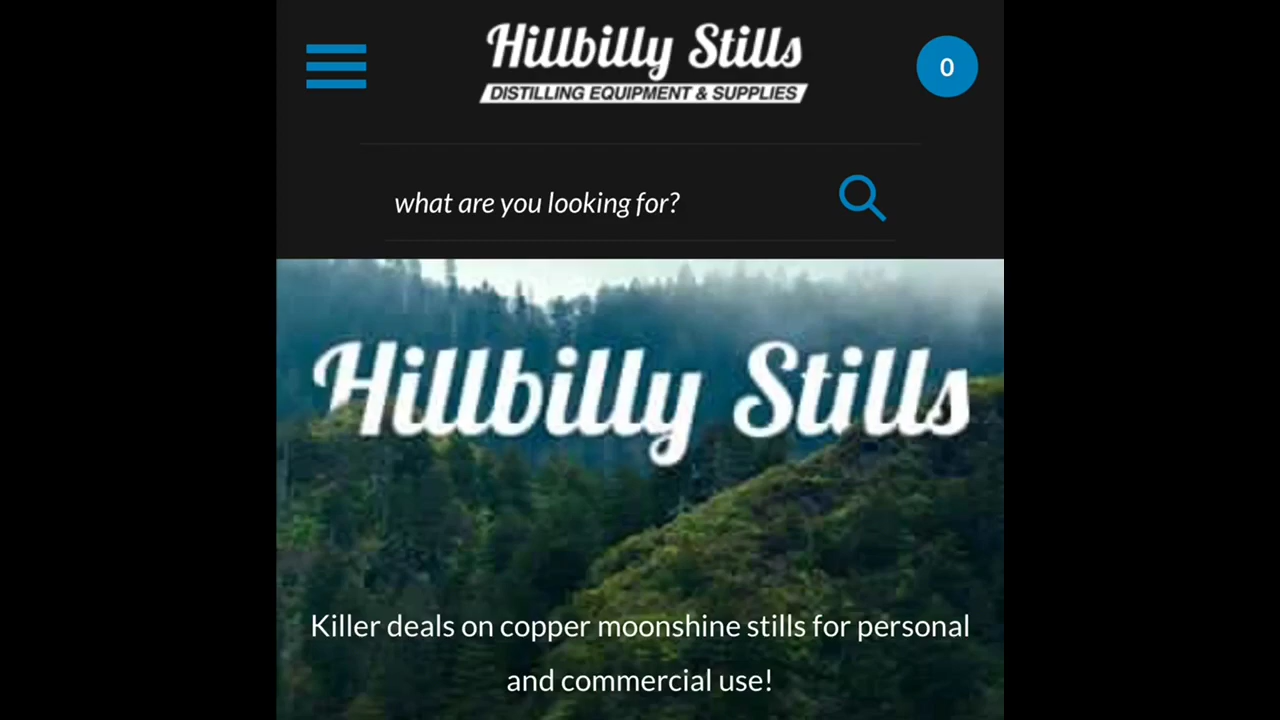 Hillbilly Stills
DISTILLING EQUIPMENT & SUPPLIES
0
what are you looking for?
Hillbilly Stills
Killer deals on copper moonshine stills for personal
and commercial use!